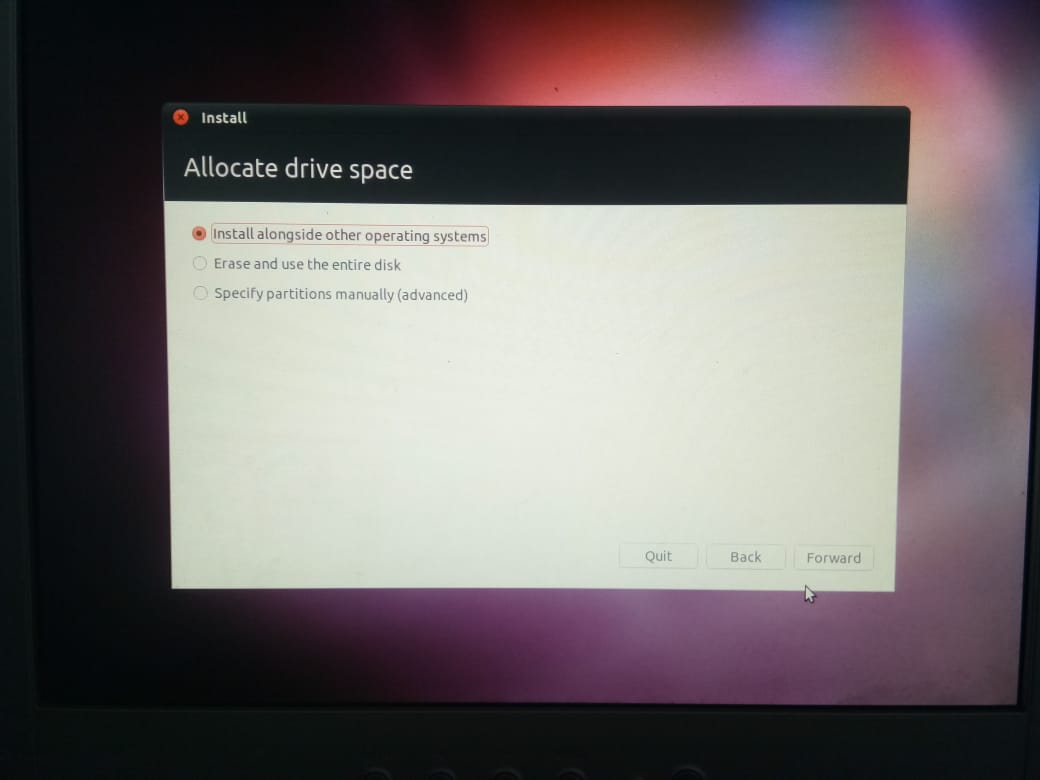 Install
Allocate drive space
Install alongside other operating systems
Erase and use the entire disk
Specify partitions manually (advanced)
Quit Back Forward